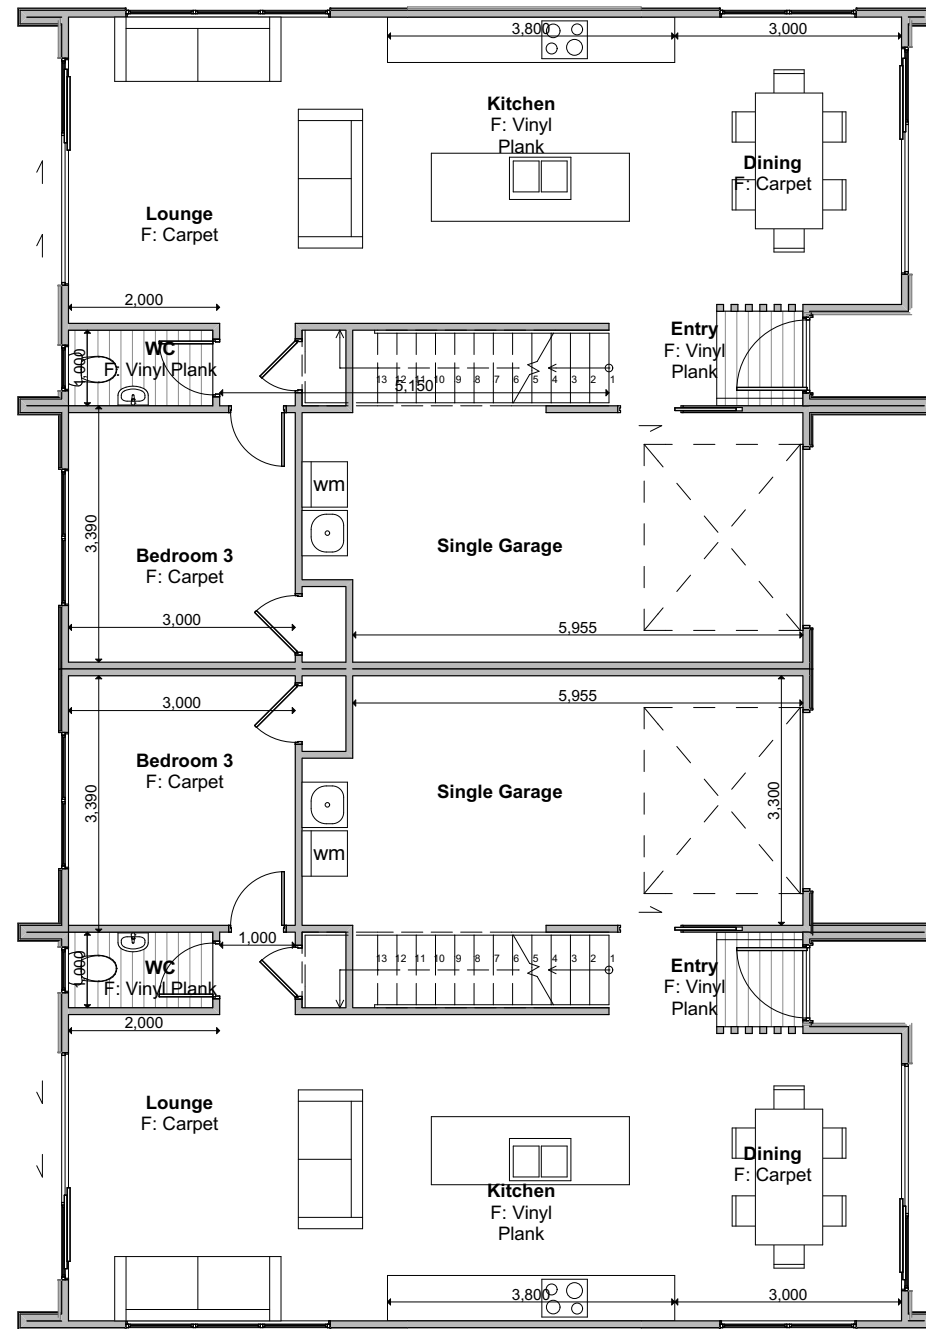 3,800
3,000
Kitchen
F: Vinyl
Plank
Dining
F: Carpet
Lounge
F: Carpet
2,000
Entry
F: Vinyl
Plank
WC
F: Vinyl Plank
1,000
13 12 11 10 9 8 7 6 5 4 3 2 1
5,150
wm
3,390
Bedroom 3
F: Carpet
Single Garage
3,000
5,955
3,000
5,955
Bedroom 3
F: Carpet
Single Garage
3,390
3,300
wm
1,000
13 12 11 10 9 8 7 6 5 4 3 2 1
WC
F: Vinyl Plank
1,000
Entry
F: Vinyl
Plank
2,000
Lounge
F: Carpet
Dining
F: Carpet
Kitchen
F: Vinyl
Plank
3,800
3,000